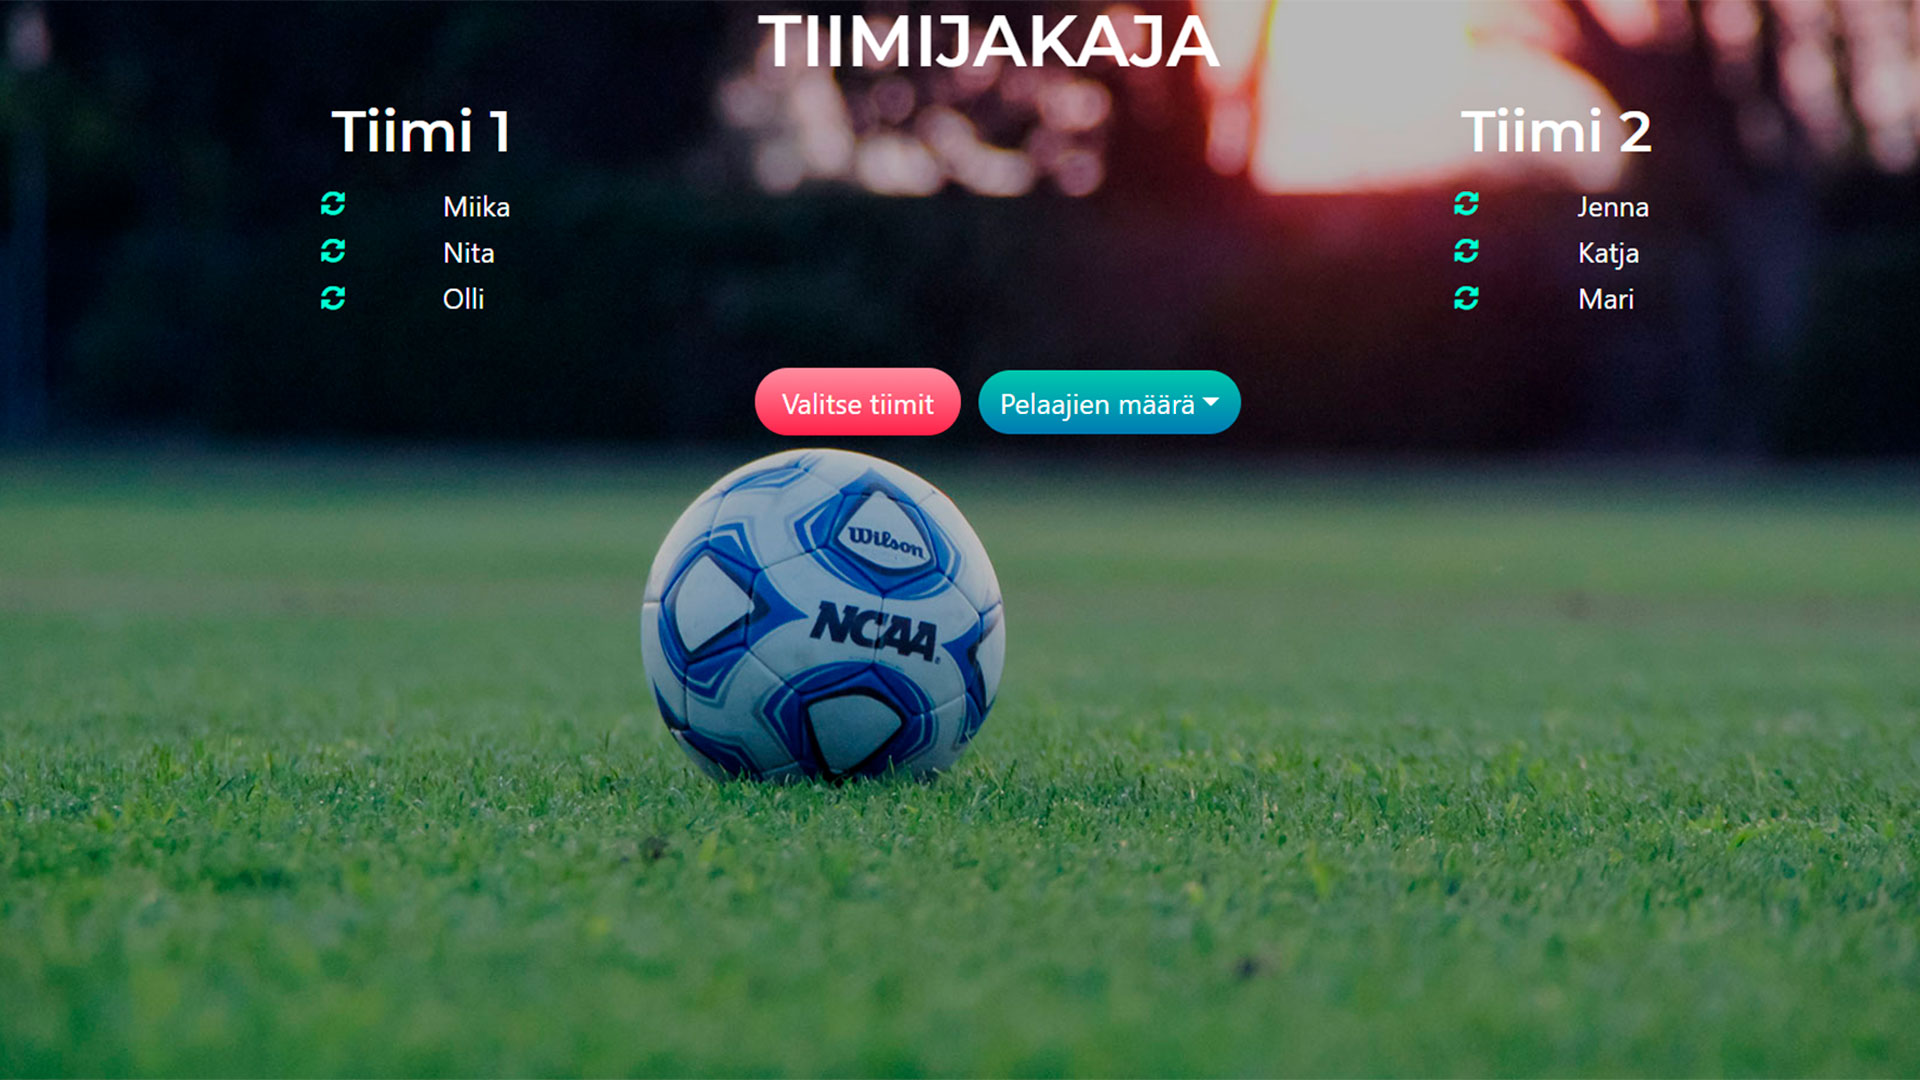 TIIMIJAKAJA
Tiimi 1
Miika
Nita
Olli
Tiimi 2
Jenna
Katja
Mari
Valitse tiimit
Pelaajien määrä
Wilson
NCAA